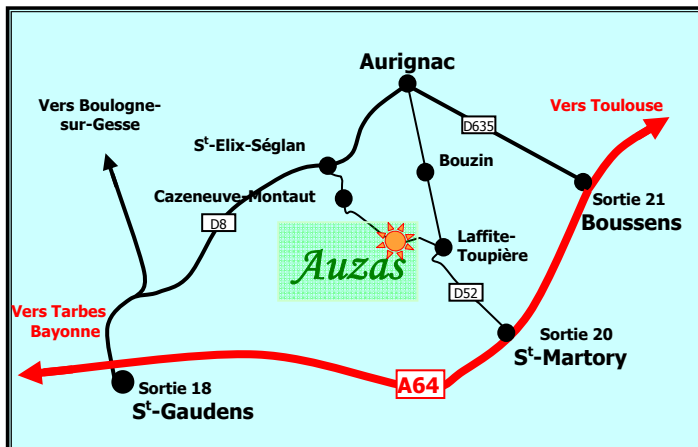 Aurignac
Vers Toulouse
Vers Boulogne-
sur-Gesse
D635
St-Elix-Séglan
Bouzin
Cazeneuve-Montaut
Sortie 21
Boussens
D8
Auzas
Laffite-
Toupière
D52
Vers Tarbes
Bayonne
Sortie 20
St-Martory
A64
Sortie 18
St-Gaudens